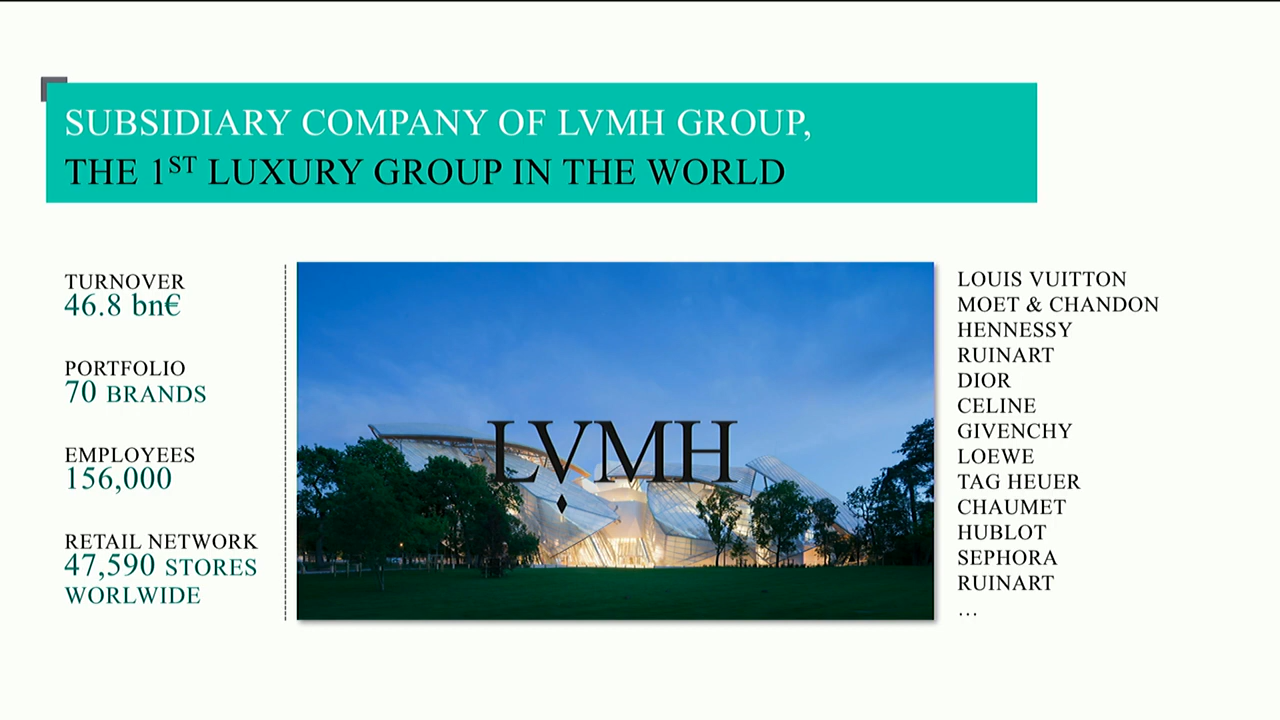 SUBSIDIARY COMPANY OF LVMH GROUP,
THE 1ST LUXURY GROUP IN THE WORLD
TURNOVER
46.8 bn€
PORTFOLIO
70 BRANDS
EMPLOYEES
156,000
RETAIL NETWORK
47,590 STORES
WORLWIDE
LVMH
LOUIS VUITTON
MOET & CHANDON
HENNESSY
RUINART
DIOR
CELINE
GIVENCHY
LOEWE
TAG HEUER
CHAUMET
HUBLOT
SEPHORA
RUINART
…